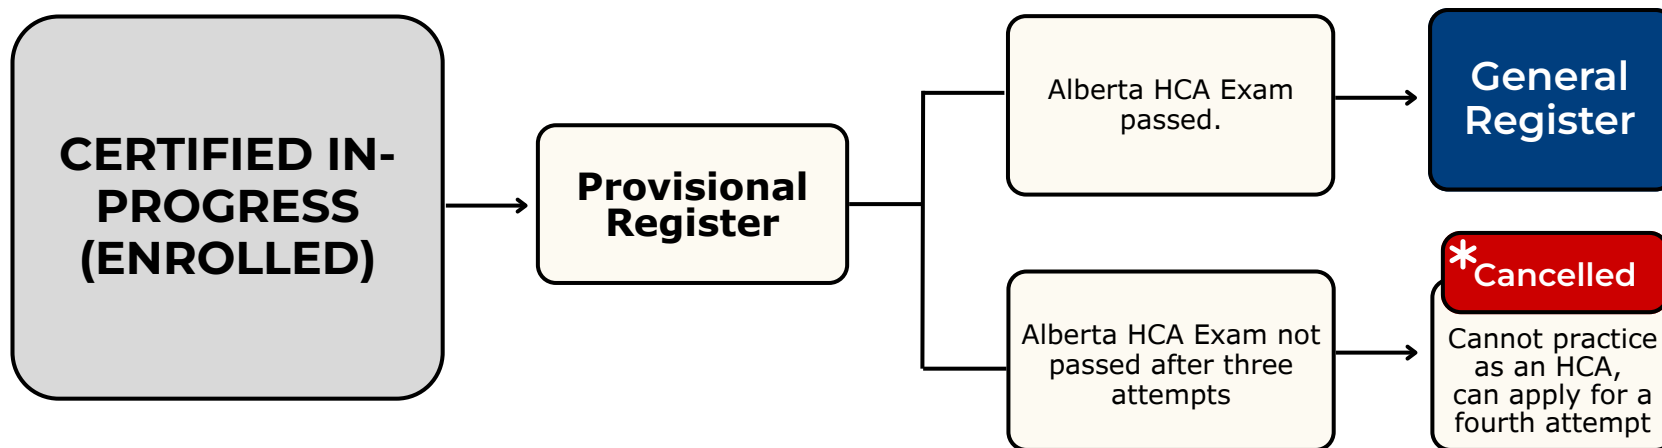 CERTIFIED IN-
PROGRESS
(ENROLLED)
Provisional
Register
Alberta HCA Exam
passed.
General
Register
Alberta HCA Exam not
passed after three
attempts
*Cancelled
Cannot practice
as an HCA,
can apply for a
fourth attempt